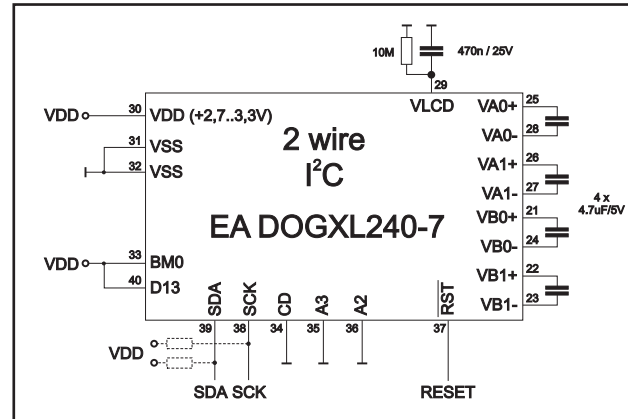 10M
470n / 25V
29
VLCD
30
VDD
VDD (+2,7..3,3V)
31
VSS
32
VSS
2 wire
I²C
EA DOGXL240-7
VA0+
25
VA0-
28
VA1+
26
VA1-
27
VB0+
21
VB0-
24
VB1+
22
VB1-
23
4 x
4.7uF/5V
VDD
33
BM0
40
D13
SDA
SCK
CD
A3
A2
RST
39
38
34
35
36
37
VDD
SDA SCK
RESET